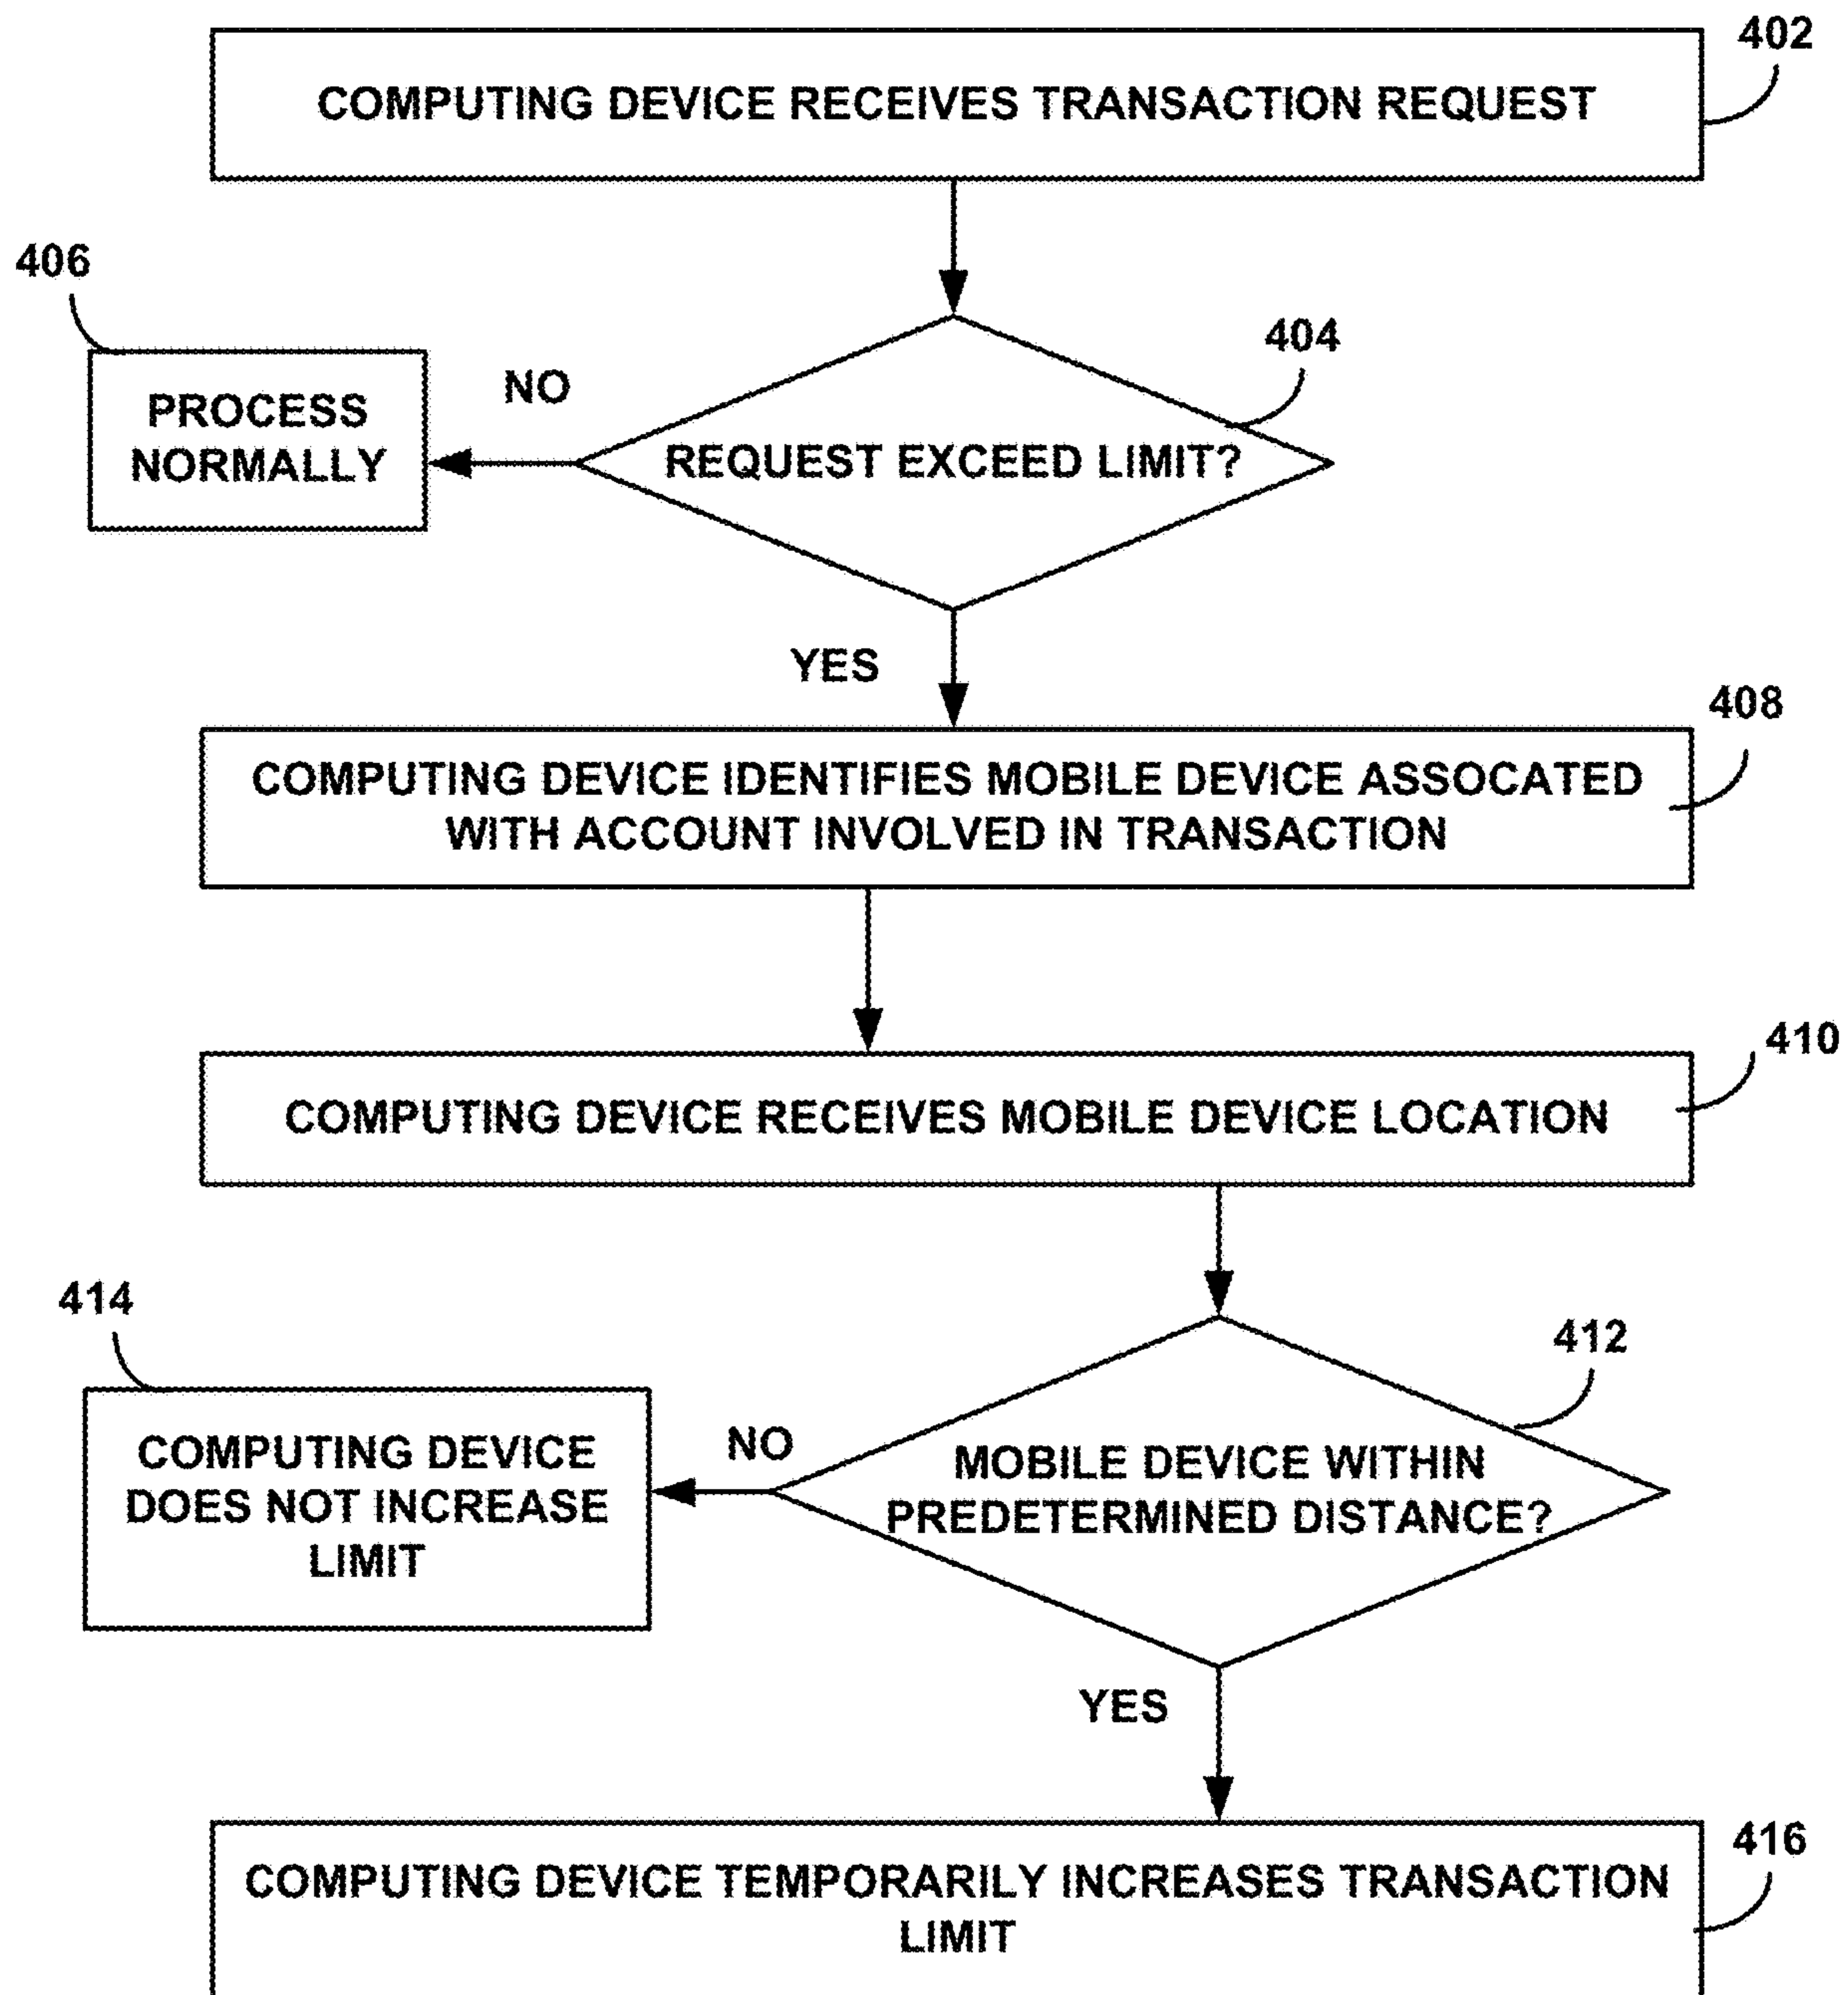 402
COMPUTING DEVICE RECEIVES TRANSACTION REQUEST
406
404
PROCESS
NORMALLY
NO
REQUEST EXCEED LIMIT?
YES
408
COMPUTING DEVICE IDENTIFIES MOBILE DEVICE ASSOCATED
WITH ACCOUNT INVOLVED IN TRANSACTION
410
COMPUTING DEVICE RECEIVES MOBILE DEVICE LOCATION
414
412
COMPUTING DEVICE
DOES NOT INCREASE
LIMIT
NO
MOBILE DEVICE WITHIN
PREDETERMINED DISTANCE?
YES
416
COMPUTING DEVICE TEMPORARILY INCREASES TRANSACTION
LIMIT